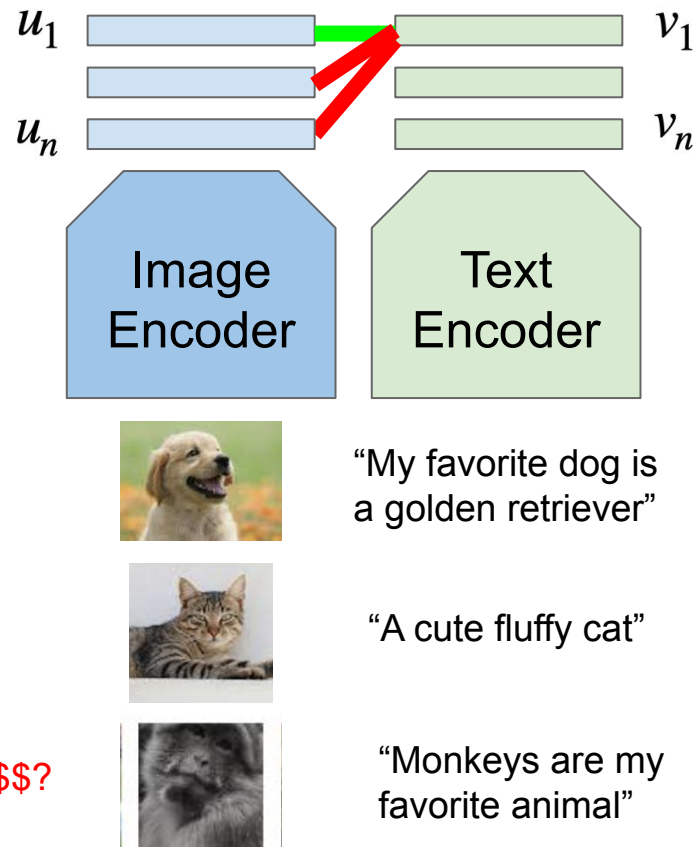 u₁ v₁
uₙ vₙ
Image
Encoder
Text
Encoder
“My favorite dog is
a golden retriever”
“A cute fluffy cat”
$$?
“Monkeys are my
favorite animal”